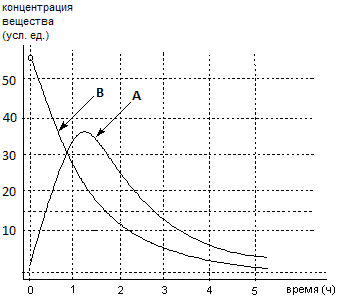 концентрация
вещества
(усл. ед.)
50
40
30
20
10
B
A
0
1
2
3
4
5
время (ч)